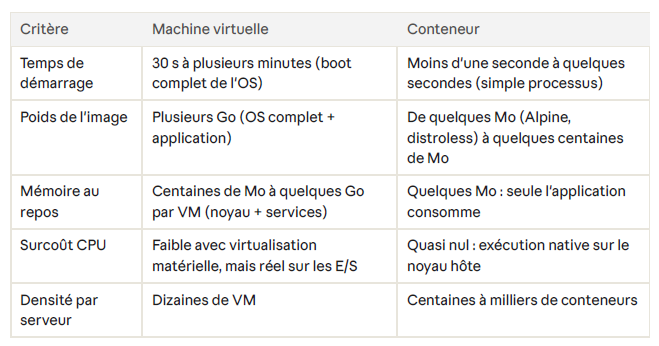 Critère
Machine virtuelle
Conteneur
Temps de
démarrage
30 s à plusieurs minutes (boot
complet de l'OS)
Moins d'une seconde à quelques
secondes (simple processus)
Poids de l'image
Plusieurs Go (OS complet +
application)
De quelques Mo (Alpine,
distroless) à quelques centaines
de Mo
Mémoire au
repos
Centaines de Mo à quelques Go
par VM (noyau + services)
Quelques Mo : seule l'application
consomme
Surcoût CPU
Faible avec virtualisation
matérielle, mais réel sur les E/S
Quasi nul : exécution native sur le
noyau hôte
Densité par
serveur
Dizaines de VM
Centaines à milliers de conteneurs